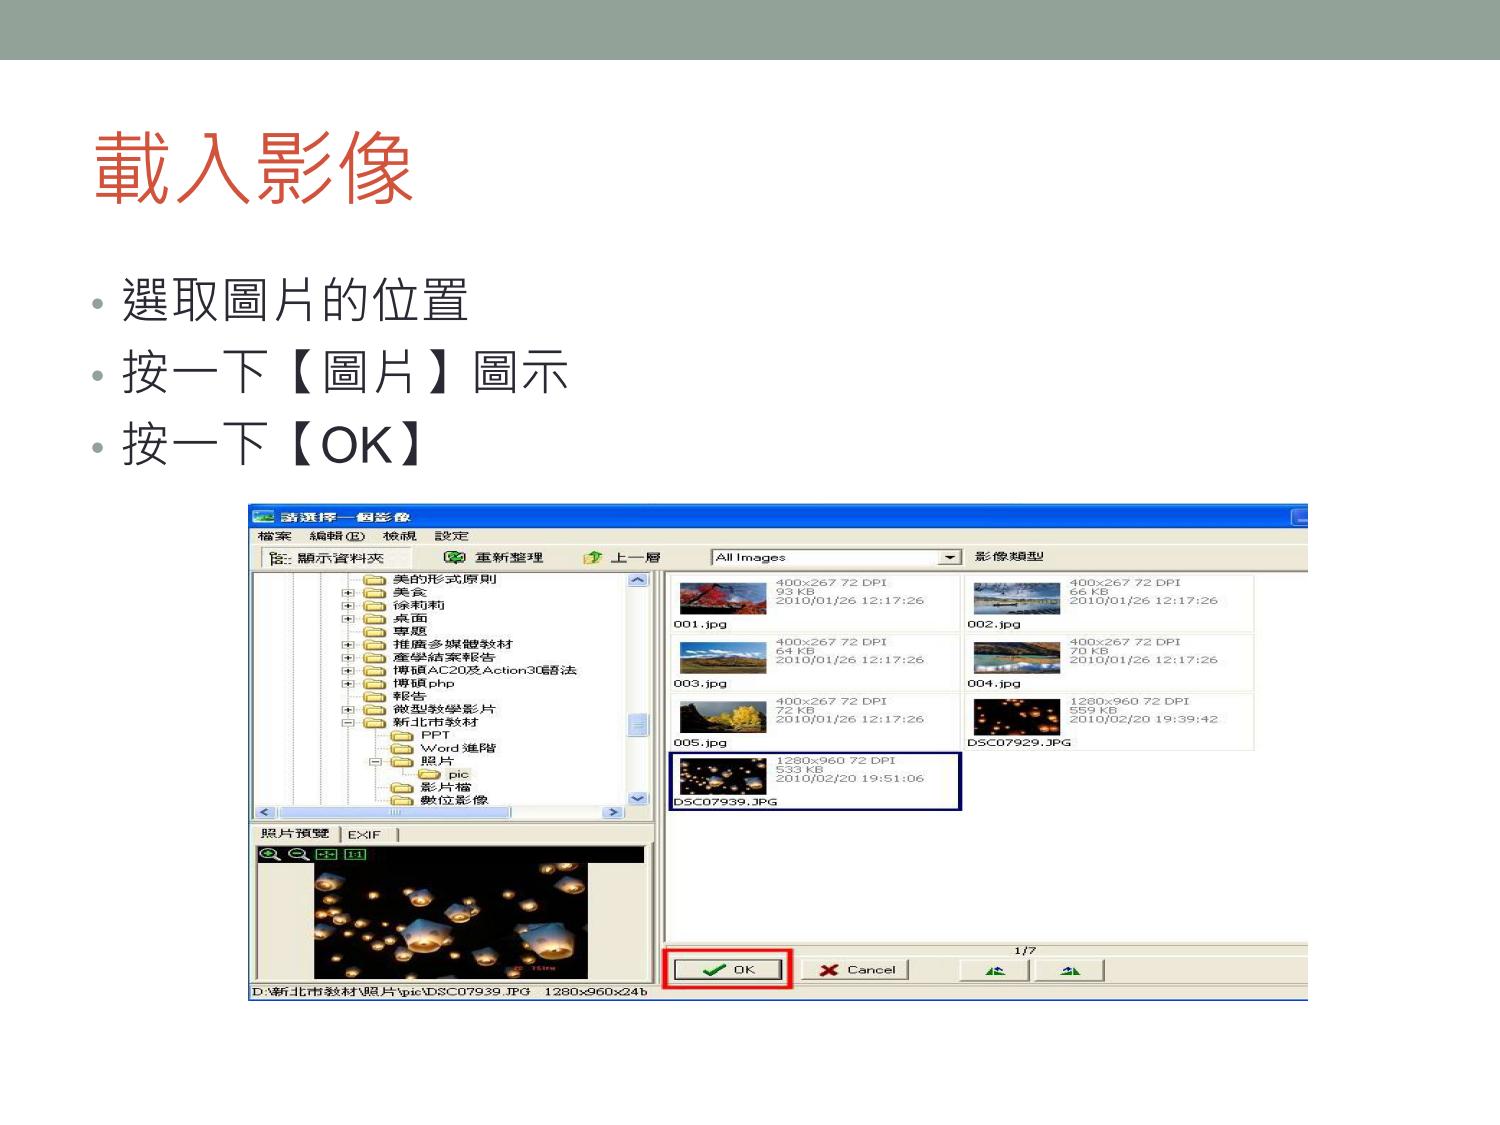 載入影像
• 選取圖片的位置
• 按一下【圖片】圖示
• 按一下【OK】
請選擇一個影像
檔案 編輯(E) 檢視 設定
顯示資料夾 重新整理 上一層 All Images 影像類型
美的形式原則
美食
徐莉莉
桌面
專題
推廣多媒體教材
產學結案報告
博碩AC20及Action30語法
博碩php
報告
微型教學影片
新北市教材
PPT
Word 進階
照片
pic
影片檔
數位影像
400x267 72 DPI
93 KB
2010/01/26 12:17:26
001.jpg
400x267 72 DPI
66 KB
2010/01/26 12:17:26
002.jpg
400x267 72 DPI
64 KB
2010/01/26 12:17:26
003.jpg
400x267 72 DPI
70 KB
2010/01/26 12:17:26
004.jpg
400x267 72 DPI
72 KB
2010/01/26 12:17:26
005.jpg
1280x960 72 DPI
559 KB
2010/02/20 19:39:42
DSC07929.JPG
1280x960 72 DPI
533 KB
2010/02/20 19:51:06
DSC07939.JPG
照片預覽 EXIF
1:1
1/7
OK Cancel
D:\新北市教材\照片\pic\DSC07939.JPG 1280x960x24b